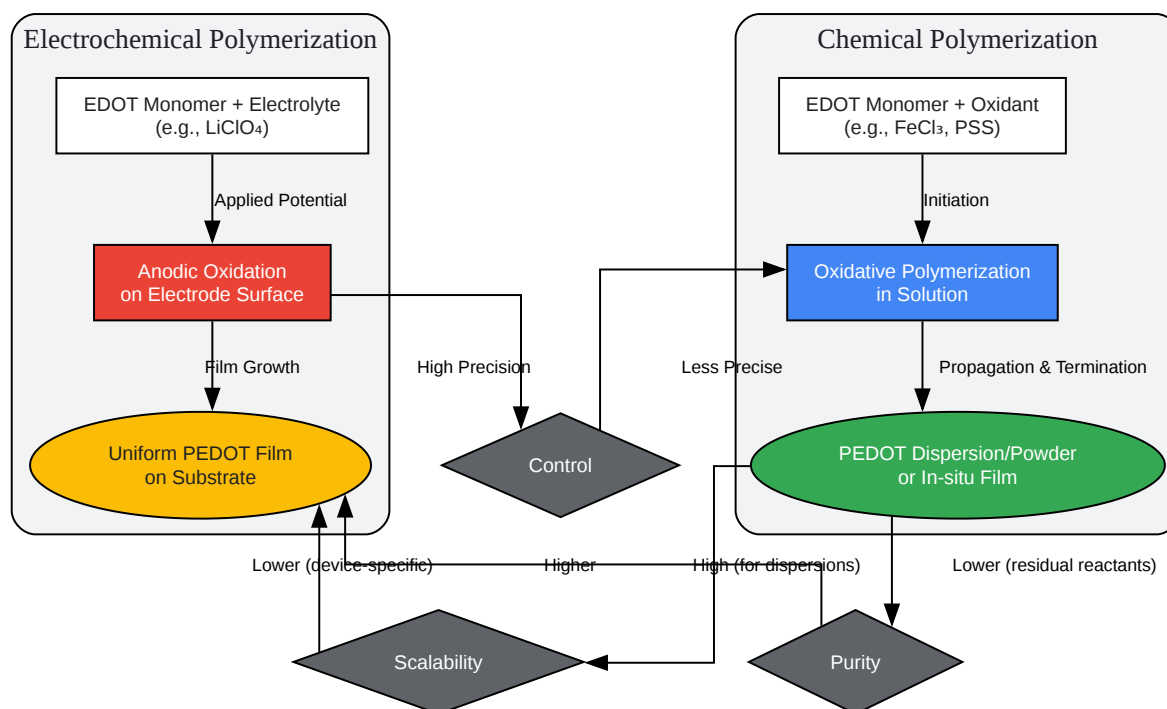 Electrochemical Polymerization
Chemical Polymerization
EDOT Monomer + Electrolyte
(e.g., LiClO₄)
EDOT Monomer + Oxidant
(e.g., FeCl₃, PSS)
Applied Potential
Initiation
Anodic Oxidation
on Electrode Surface
Oxidative Polymerization
in Solution
Film Growth
High Precision
Less Precise
Propagation & Termination
Uniform PEDOT Film
on Substrate
Control
PEDOT Dispersion/Powder
or In-situ Film
Lower (device-specific)
Higher
High (for dispersions)
Lower (residual reactants)
Scalability
Purity